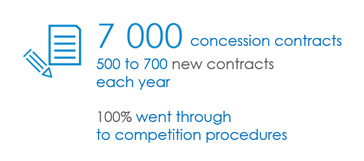 7 000 concession contracts
500 to 700 new contracts
each year
100% went through
to competition procedures